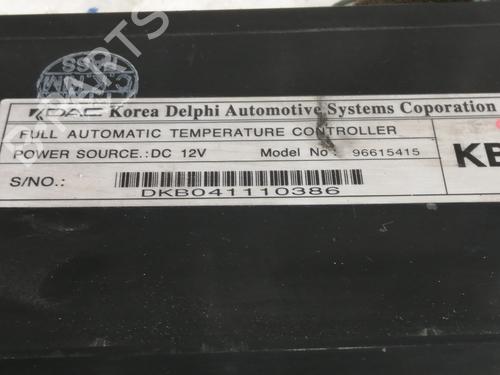 KDAC Korea Delphi Automotive Systems Coporation
FULL AUTOMATIC TEMPERATURE CONTROLLER
POWER SOURCE.:DC 12V Model No : 96615415
KB
S/NO.:
DKB041110386